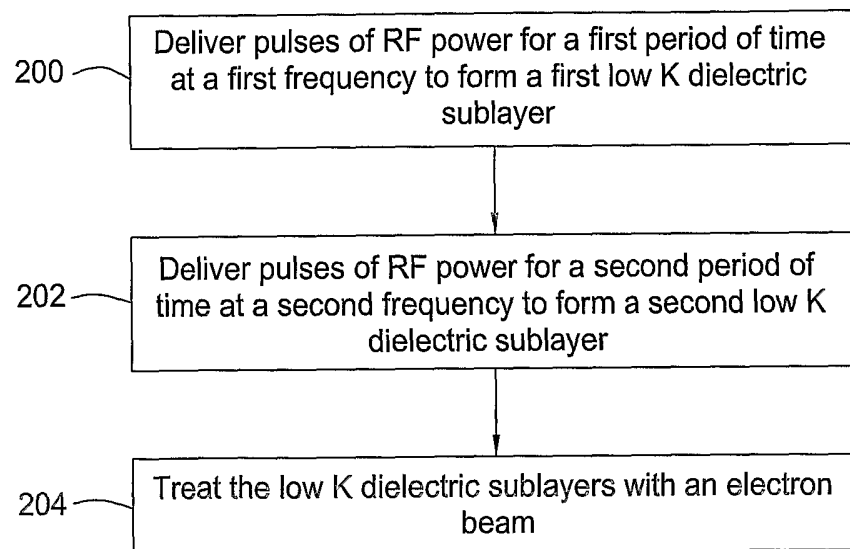 200
Deliver pulses of RF power for a first period of time
at a first frequency to form a first low K dielectric
sublayer
202
Deliver pulses of RF power for a second period of
time at a second frequency to form a second low K
dielectric sublayer
204
Treat the low K dielectric sublayers with an electron
beam